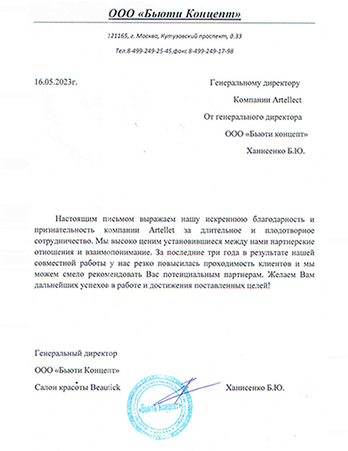 ООО «Бьюти Концепт»
121165, г. Москва, Кутузовский проспект, д.33
Тел.8-499-249-25-45,факс 8-499-249-17-98
16.05.2023г.
Генеральному директору
Компании Artellect
От генерального директора
ООО «Бьюти концепт»
Ханисенко Б.Ю.
Настоящим письмом выражаем нашу искреннюю благодарность и
признательность компании Artellet за длительное и плодотворное
сотрудничество. Мы высоко ценим установившиеся между нами партнерские
отношения и взаимопонимание. За последние три года в результате нашей
совместной работы у нас резко повысилась проходимость клиентов и мы
можем смело рекомендовать Вас потенциальным партнерам. Желаем Вам
дальнейших успехов в работе и достижения поставленных целей!
Генеральный директор
ООО «Бьюти Концепт»
Салон красоты Beautick
Ханисенко Б.Ю.
«Бьюти Концепт»